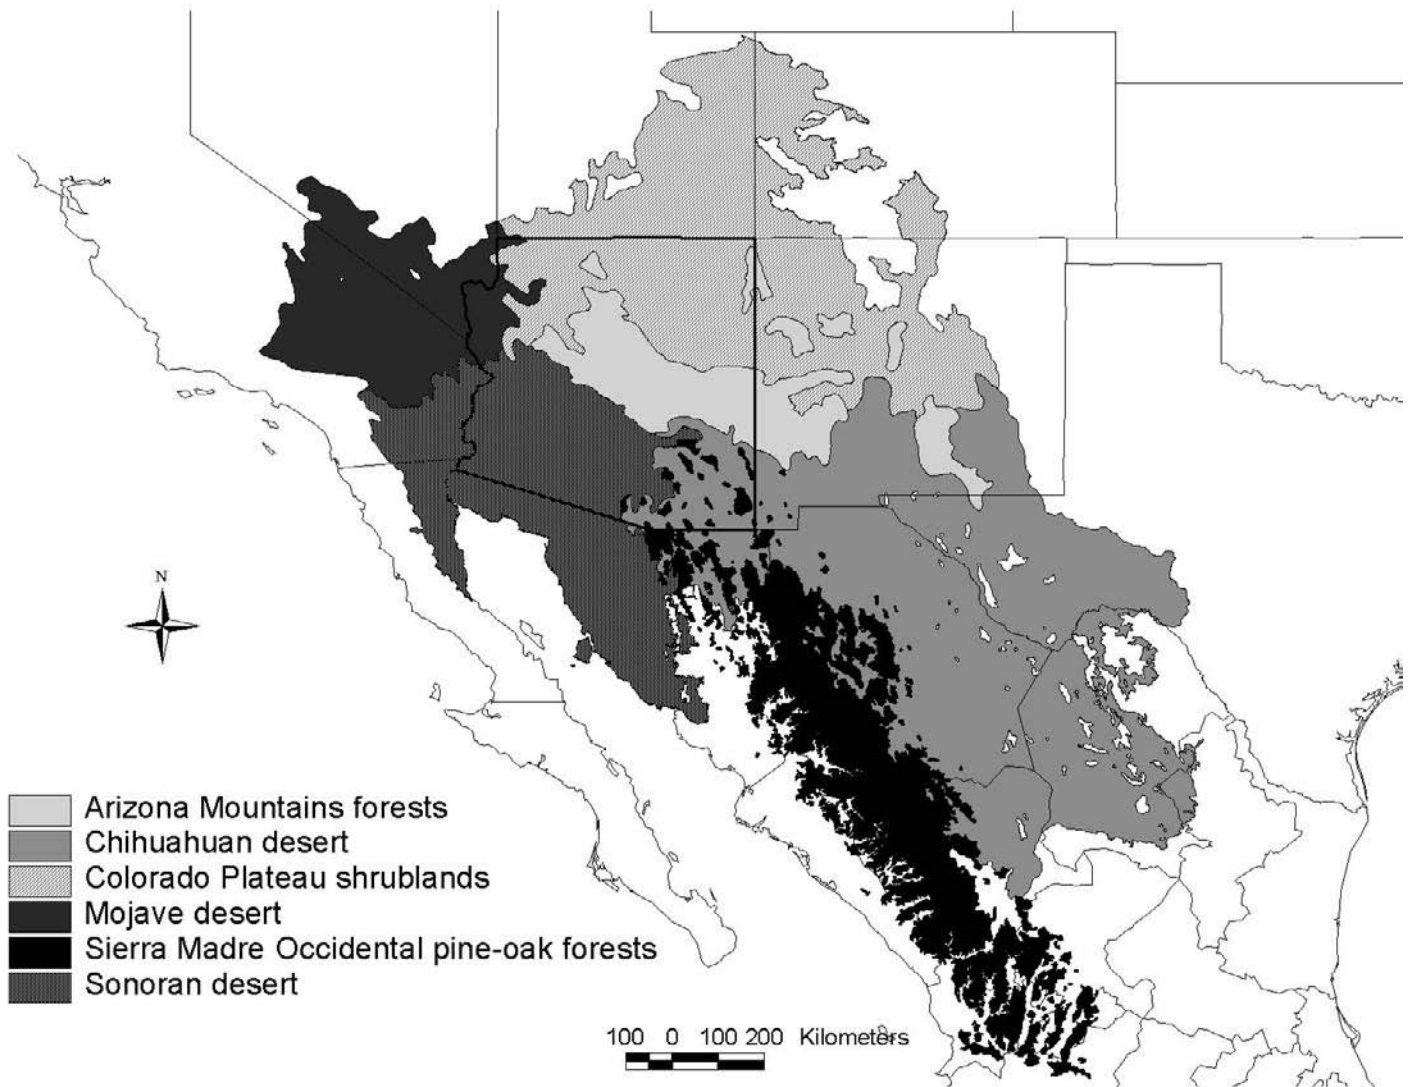 N
Arizona Mountains forests
Chihuahuan desert
Colorado Plateau shrublands
Mojave desert
Sierra Madre Occidental pine-oak forests
Sonoran desert
100 0 100 200 Kilometers